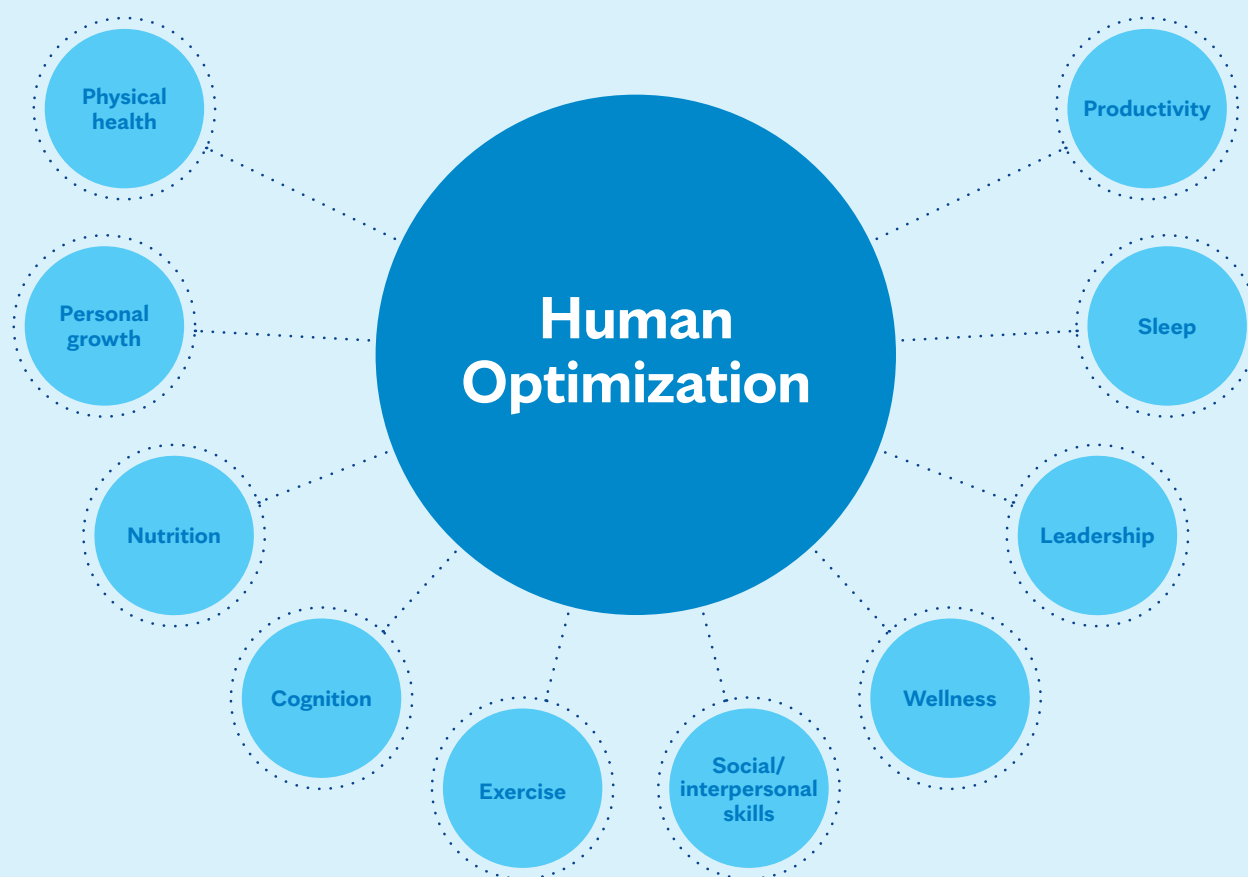 Physical
health
Productivity
Human
Optimization
Personal
growth
Sleep
Nutrition
Leadership
Cognition
Wellness
Exercise
Social/
interpersonal
skills